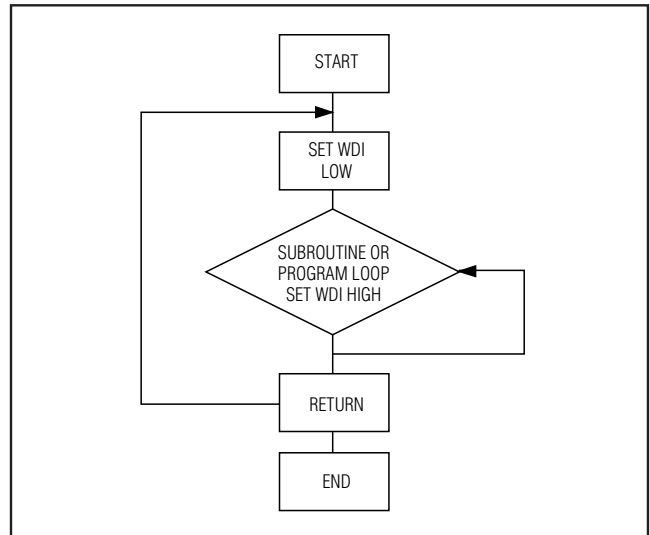 START
SET WDI
LOW
SUBROUTINE OR
PROGRAM LOOP
SET WDI HIGH
RETURN
END